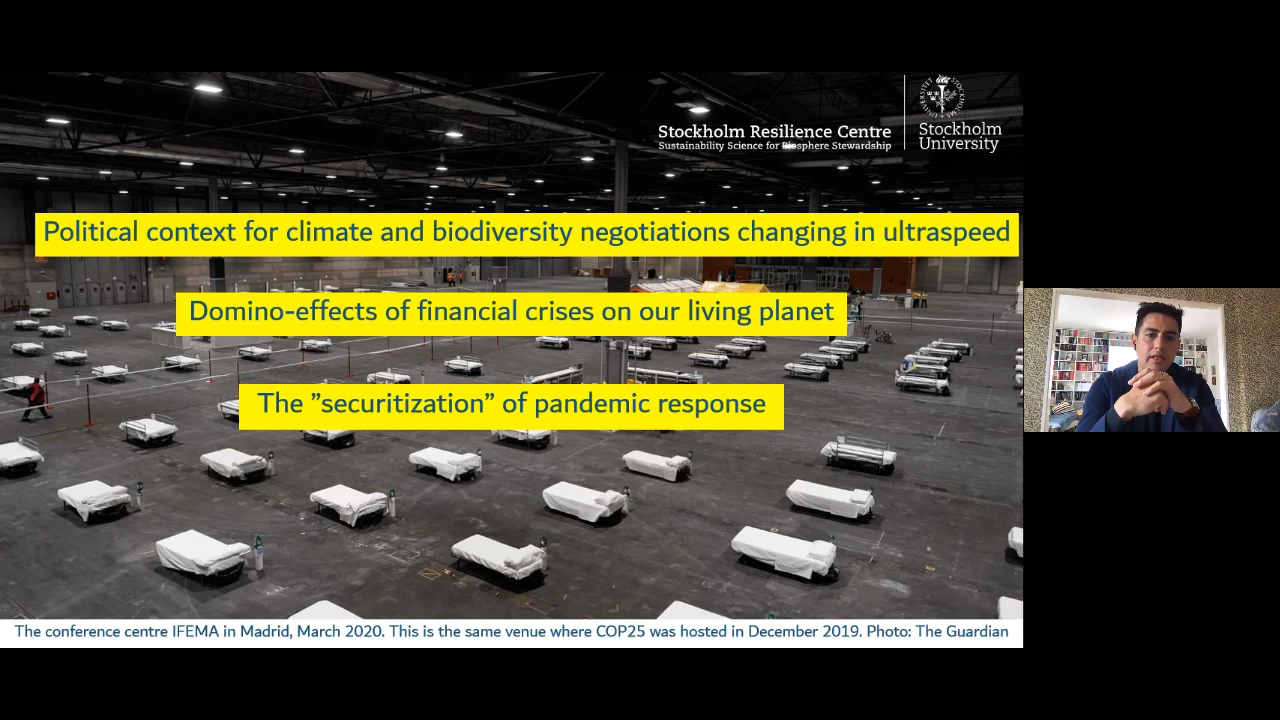 Stockholm Resilience Centre
Sustainability Science for Biosphere Stewardship
Stockholm
University
Political context for climate and biodiversity negotiations changing in ultraspeed
Domino-effects of financial crises on our living planet
The ”securitization” of pandemic response
The conference centre IFEMA in Madrid, March 2020. This is the same venue where COP25 was hosted in December 2019. Photo: The Guardian